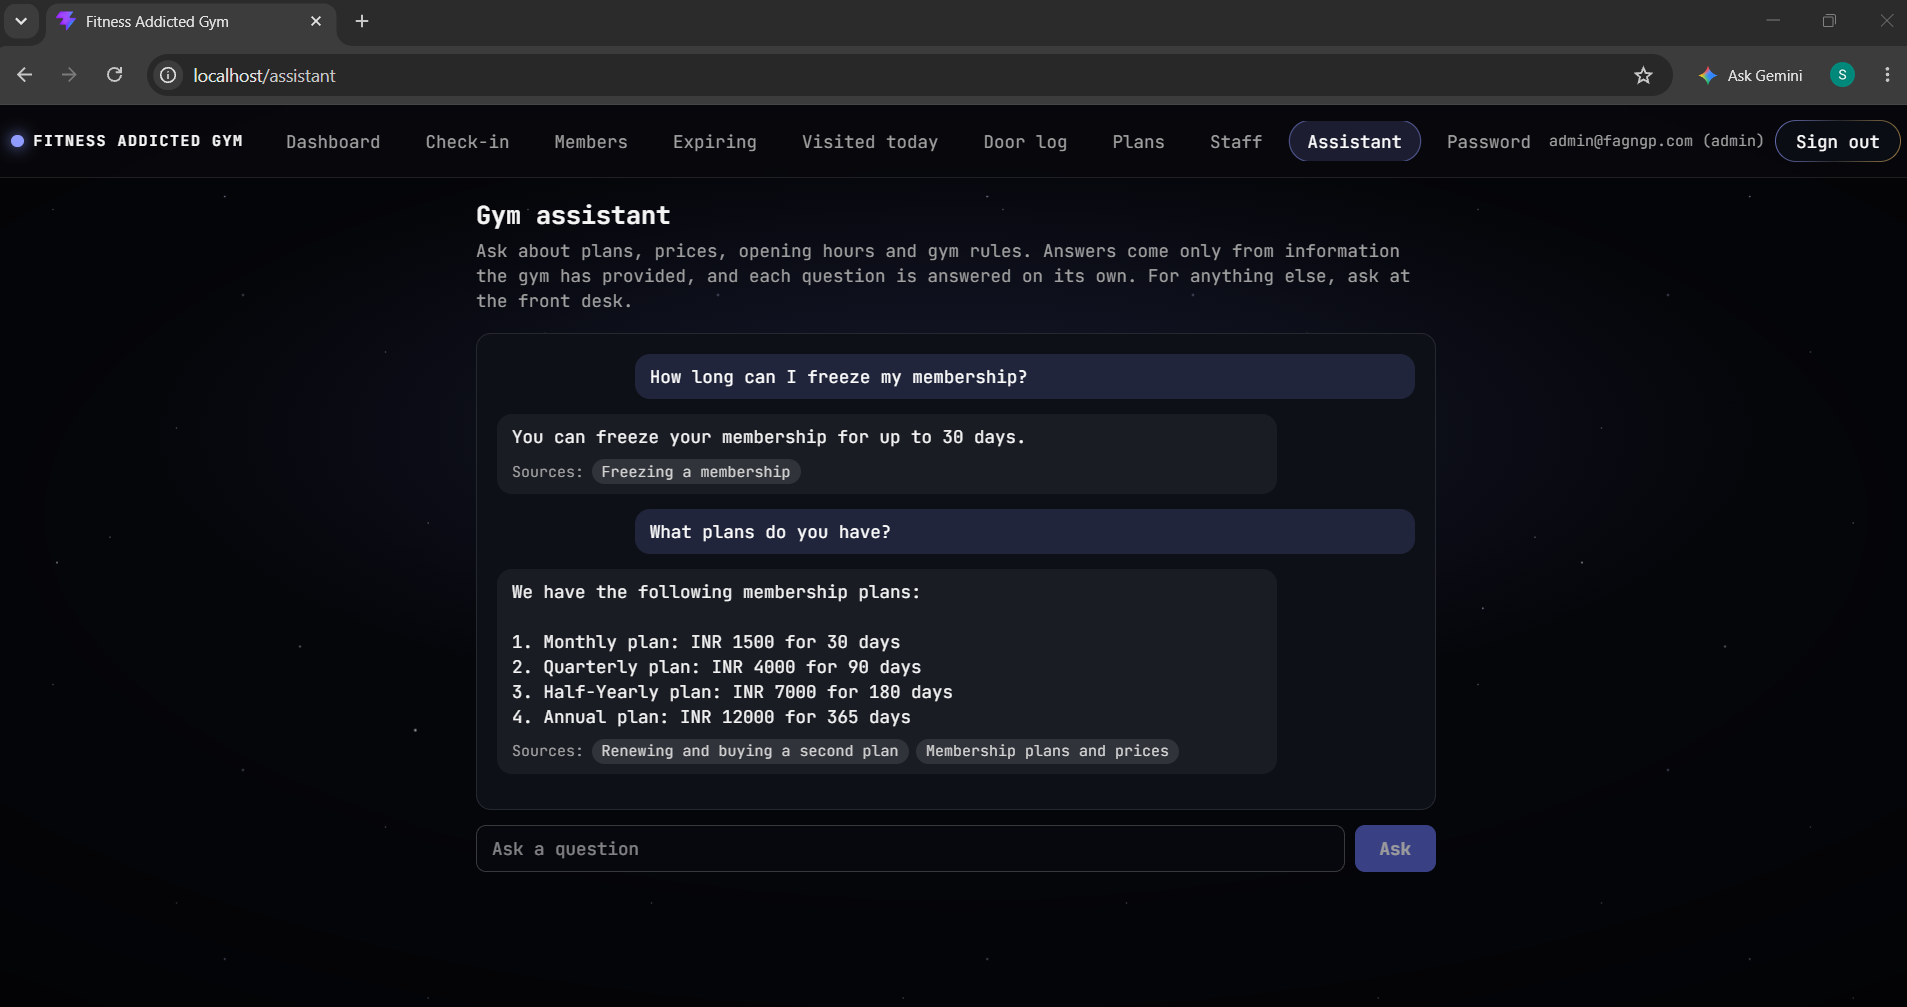 Fitness Addicted Gym
localhost/assistant
Ask Gemini
S
FITNESS ADDICTED GYM
Dashboard
Check-in
Members
Expiring
Visited today
Door log
Plans
Staff
Assistant
Password
admin@fagngp.com (admin)
Sign out
Gym assistant
Ask about plans, prices, opening hours and gym rules. Answers come only from information
the gym has provided, and each question is answered on its own. For anything else, ask at
the front desk.
How long can I freeze my membership?
You can freeze your membership for up to 30 days.
Sources: Freezing a membership
What plans do you have?
We have the following membership plans:
1. Monthly plan: INR 1500 for 30 days
2. Quarterly plan: INR 4000 for 90 days
3. Half-Yearly plan: INR 7000 for 180 days
4. Annual plan: INR 12000 for 365 days
Sources: Renewing and buying a second plan Membership plans and prices
Ask a question
Ask